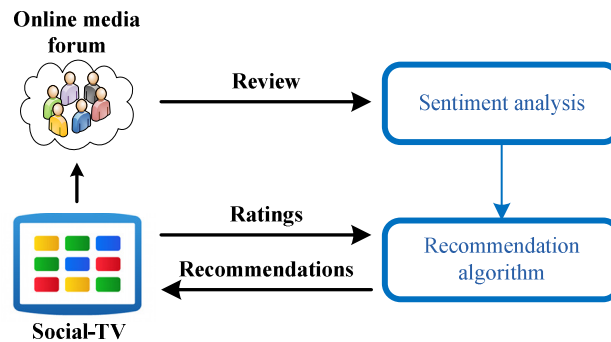 Online media
forum
Review
Sentiment analysis
Ratings
Recommendations
Recommendation
algorithm
Social-TV